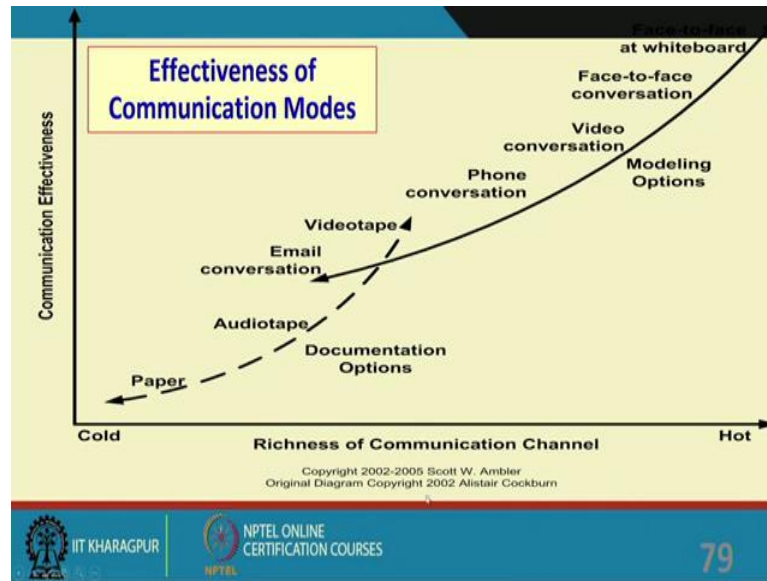 Face-to-face
at whiteboard
Effectiveness of
Communication Modes
Face-to-face
conversation
Video
conversation
Modeling
Options
Phone
conversation
Videotape
Email
conversation
Audiotape
Documentation
Options
Paper
Communication Effectiveness
Cold
Richness of Communication Channel
Hot
Copyright 2002-2005 Scott W. Ambler
Original Diagram Copyright 2002 Alistair Cockburn
IIT KHARAGPUR
NPTEL
NPTEL ONLINE
CERTIFICATION COURSES
79